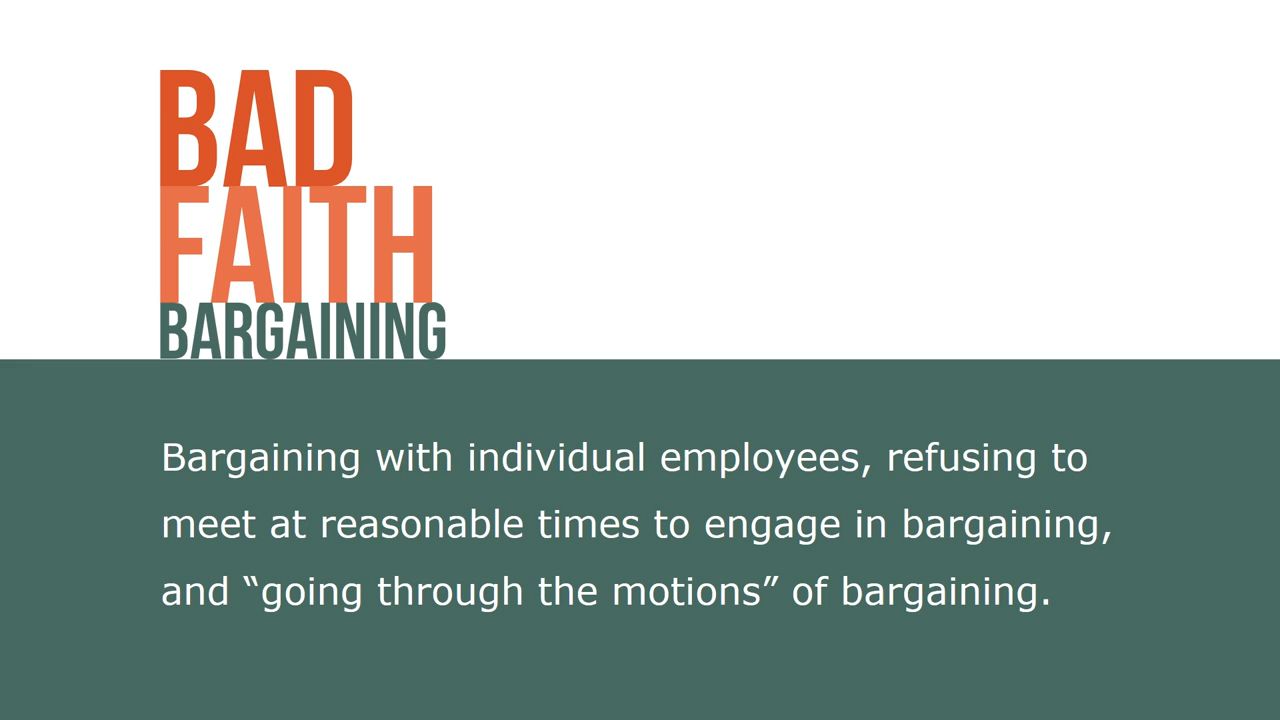 BAD
FAITH
BARGAINING
Bargaining with individual employees, refusing to
meet at reasonable times to engage in bargaining,
and “going through the motions” of bargaining.